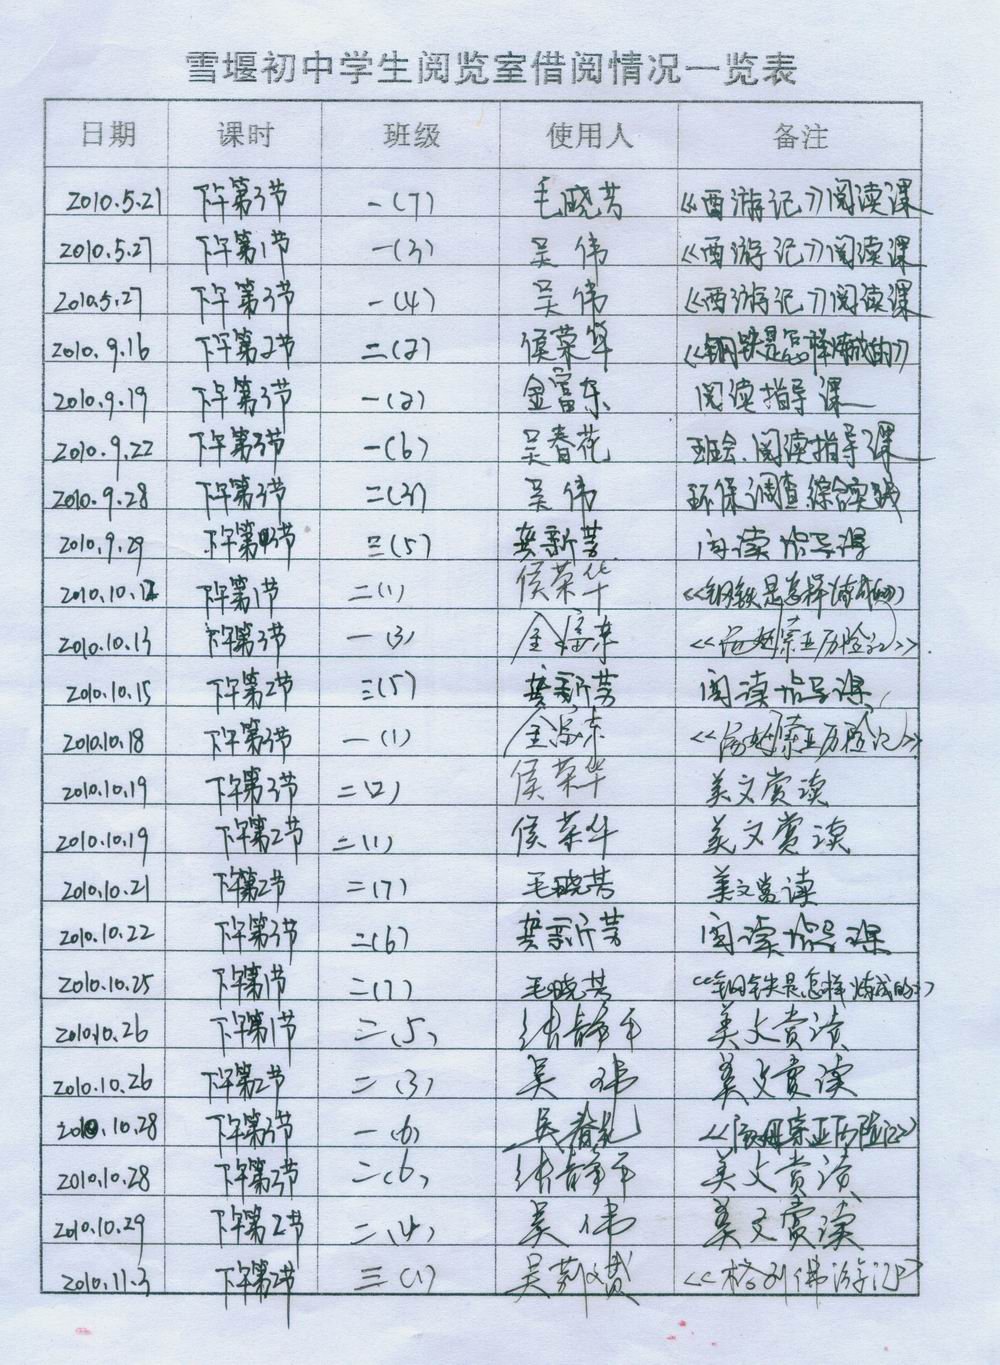 雪堰初中学生阅览室借阅情况一览表
日期 课时 班级 使用人 备注
2010.5.21 下午第3节 一(7) 毛晓芳 《西游记》阅读课
2010.5.27 下午第1节 一(3) 吴伟 《西游记》阅读课
2010.5.27 下午第3节 一(4) 吴伟 《西游记》阅读课
2010.9.16 下午第2节 二(2) 侯荣华 《钢铁是怎样炼成的》
2010.9.19 下午第3节 一(2) 金富东 阅读指导课
2010.9.22 下午第3节 一(6) 吴春花 班会.阅读指导课
2010.9.28 下午第3节 二(3) 吴伟 环保调查综合实践
2010.9.29 下午第3节 三(5) 龚新芳 阅读指导课
2010.10.12 下午第1节 二(1) 侯荣华 《钢铁是怎样炼成的》
2010.10.13 下午第3节 一(3) 金富东 《汤姆索亚历险记》
2010.10.15 下午第2节 三(5) 龚新芳 阅读指导课
2010.10.18 下午第3节 一(1) 金富东 《汤姆索亚历险记》
2010.10.19 下午第3节 二(2) 侯荣华 美文赏读
2010.10.19 下午第2节 二(1) 侯荣华 美文赏读
2010.10.21 下午第2节 二(7) 毛晓芳 美文赏读
2010.10.22 下午第3节 二(6) 龚新芳 阅读指导课
2010.10.25 下午第1节 二(7) 毛晓芳 《钢铁是怎样炼成的》
2010.10.26 下午第1节 二(5) 美文赏读
2010.10.26 下午第2节 二(3) 吴伟 美文赏读
2010.10.28 下午第3节 一(6) 吴春花 《汤姆索亚历险记》
2010.10.28 下午第3节 二(6) 美文赏读
2010.10.29 下午第2节 二(4) 吴伟 美文赏读
2010.11.3 下午第2节 三(1) 吴 《格列佛游记》